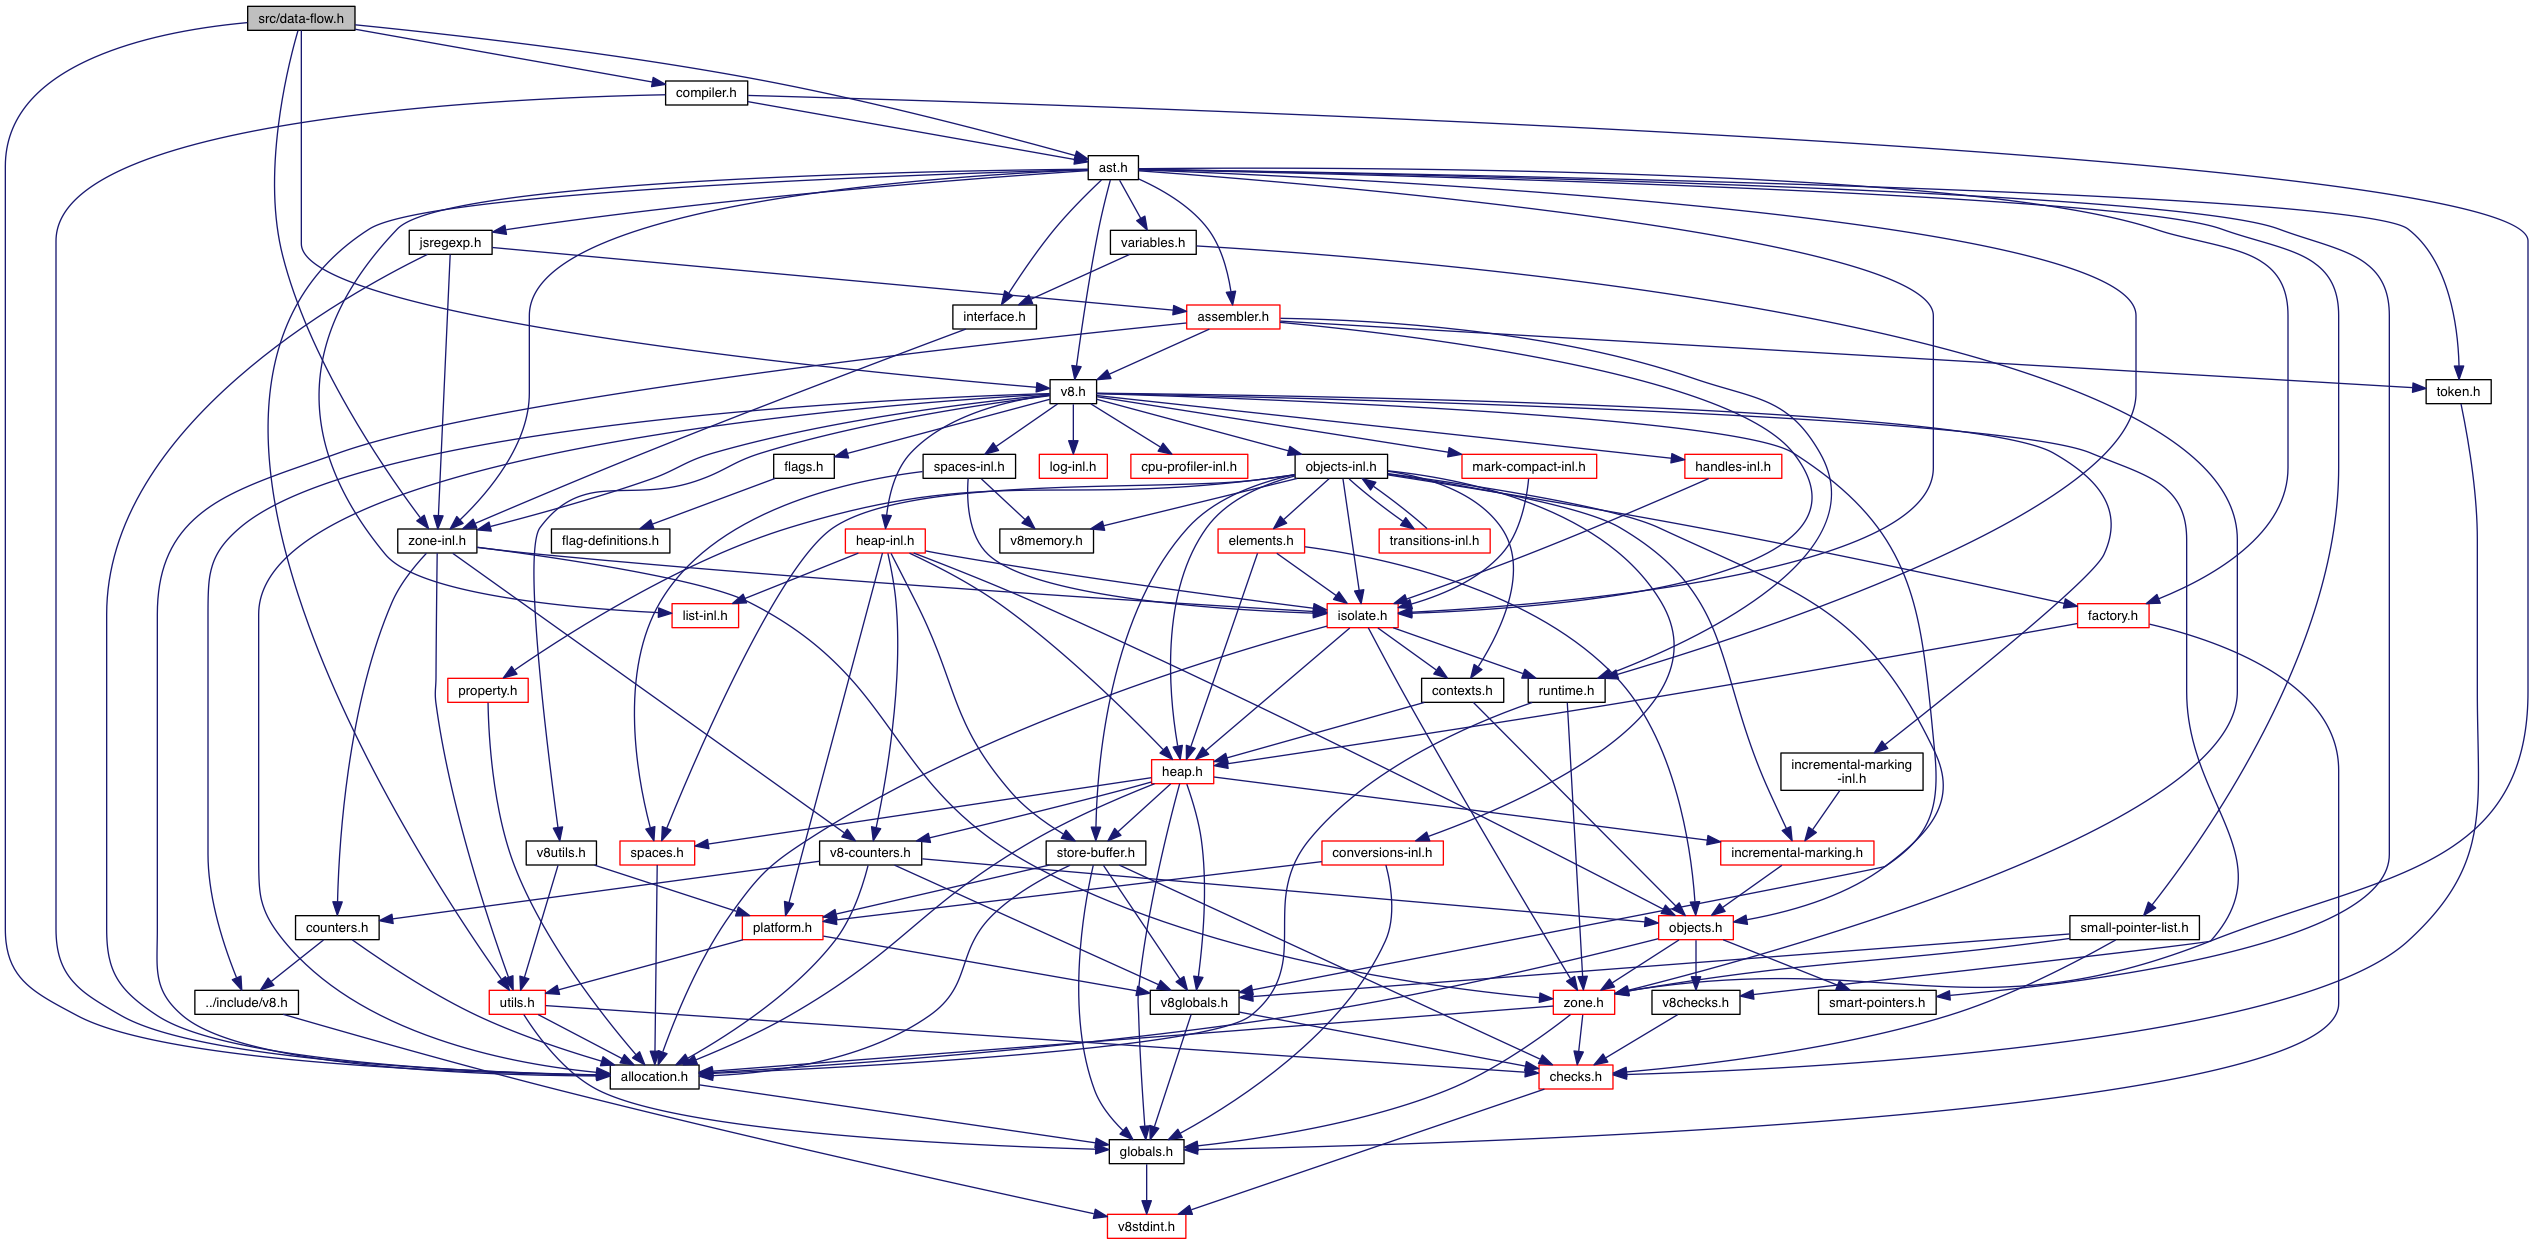 src/data-flow.h
compiler.h
ast.h
jsregexp.h
variables.h
interface.h
assembler.h
v8.h
token.h
flags.h
spaces-inl.h
log-inl.h
cpu-profiler-inl.h
objects-inl.h
mark-compact-inl.h
handles-inl.h
zone-inl.h
flag-definitions.h
heap-inl.h
v8memory.h
elements.h
transitions-inl.h
list-inl.h
isolate.h
factory.h
property.h
contexts.h
runtime.h
heap.h
incremental-marking
-inl.h
v8utils.h
spaces.h
v8-counters.h
store-buffer.h
conversions-inl.h
incremental-marking.h
counters.h
platform.h
objects.h
small-pointer-list.h
../include/v8.h
utils.h
v8globals.h
zone.h
v8checks.h
smart-pointers.h
allocation.h
checks.h
globals.h
v8stdint.h